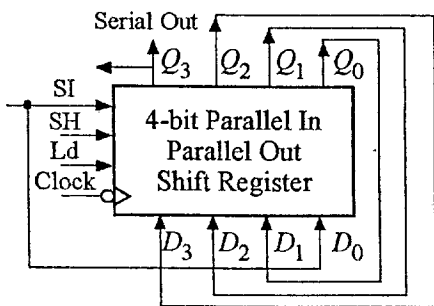 Serial Out
Q3 Q2 Q1 Q0
SI
SH
Ld
Clock
4-bit Parallel In
Parallel Out
Shift Register
D3 D2 D1 D0